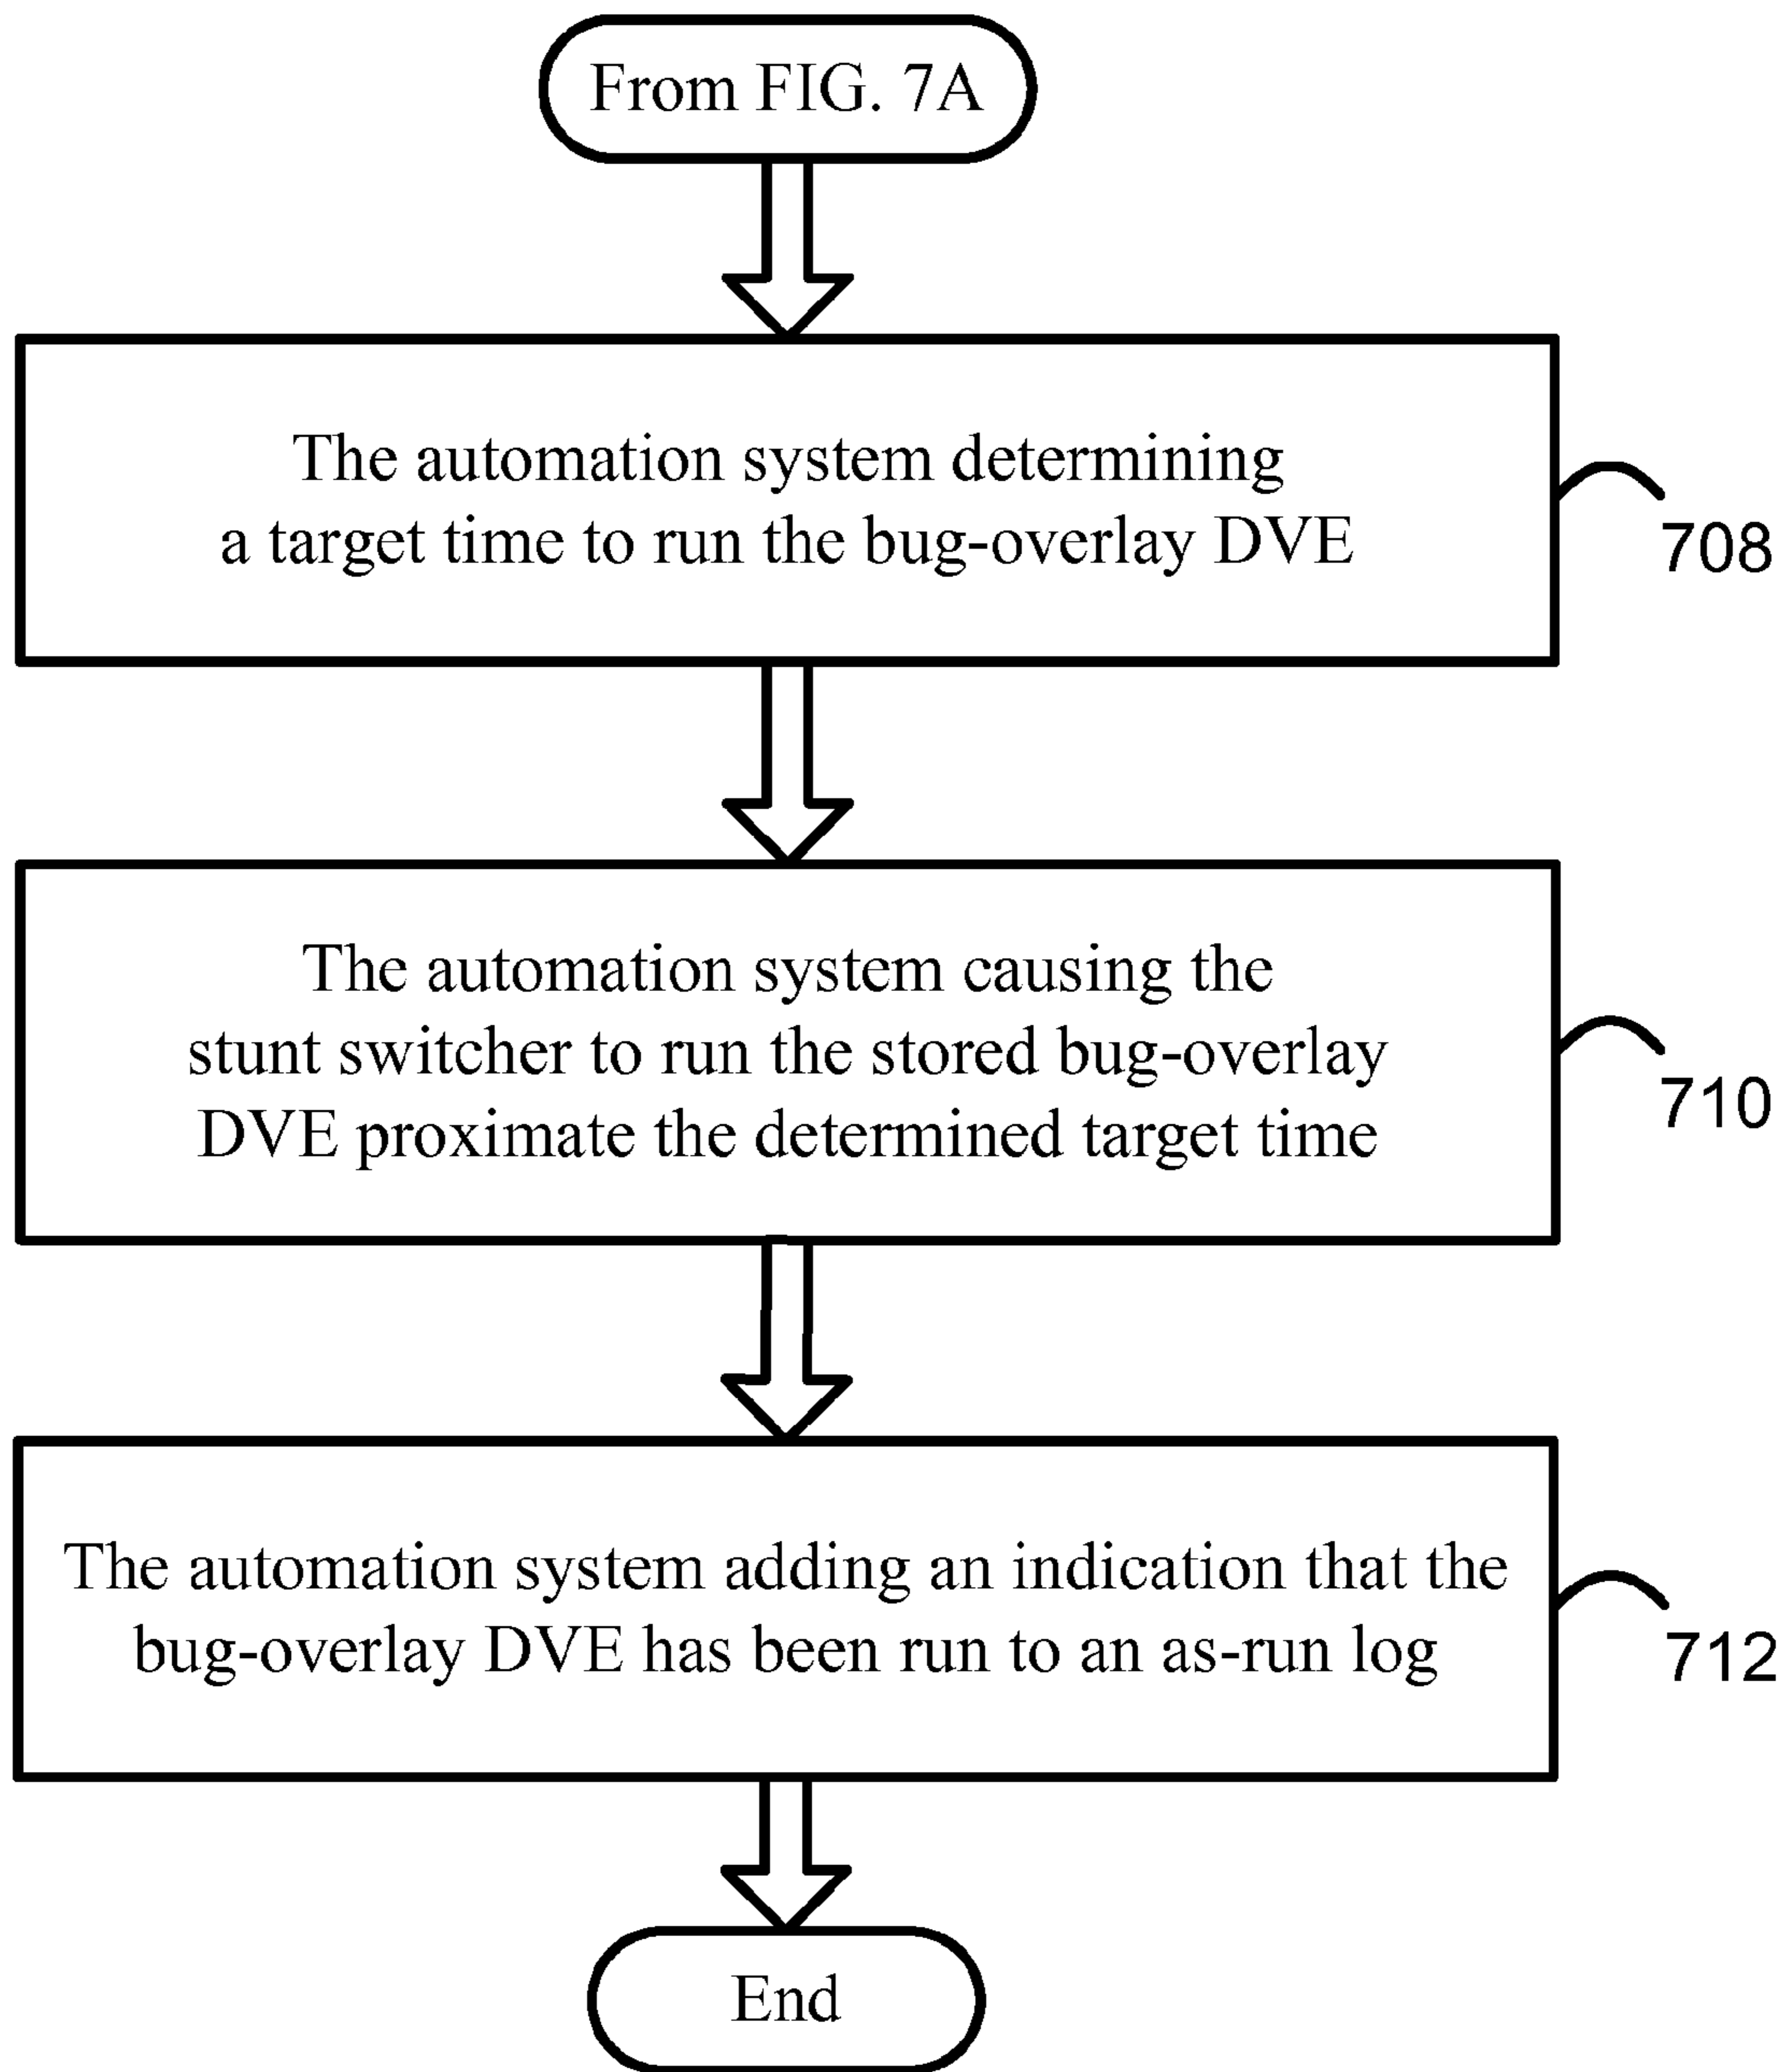 From FIG. 7A
The automation system determining
a target time to run the bug-overlay DVE
708
The automation system causing the
stunt switcher to run the stored bug-overlay
DVE proximate the determined target time
710
The automation system adding an indication that the
bug-overlay DVE has been run to an as-run log
712
End